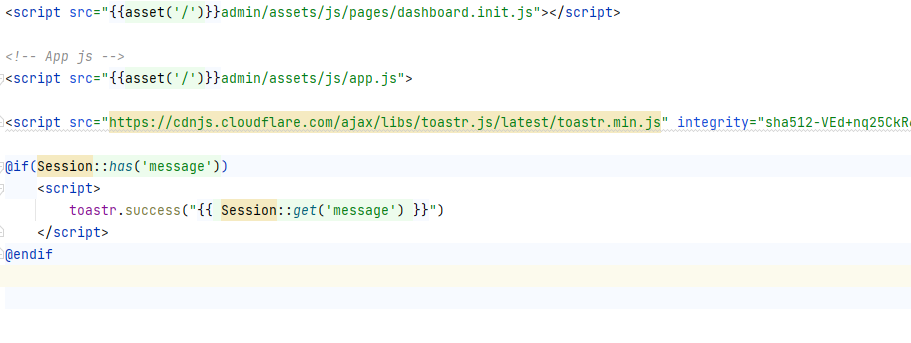 <script src="{{asset('/')}}admin/assets/js/pages/dashboard.init.js"></script>
<!-- App js -->
<script src="{{asset('/')}}admin/assets/js/app.js">
<script src="https://cdnjs.cloudflare.com/ajax/libs/toastr.js/latest/toastr.min.js" integrity="sha512-VEd+nq25CkR
@if(Session::has('message'))
<script>
toastr.success("{{ Session::get('message') }}")
</script>
@endif